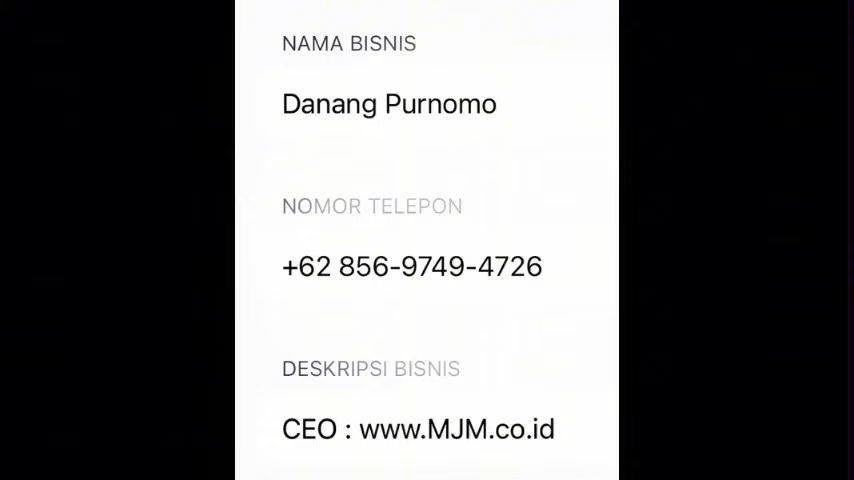 NAMA BISNIS
Danang Purnomo
NOMOR TELEPON
+62 856-9749-4726
DESKRIPSI BISNIS
CEO : www.MJM.co.id